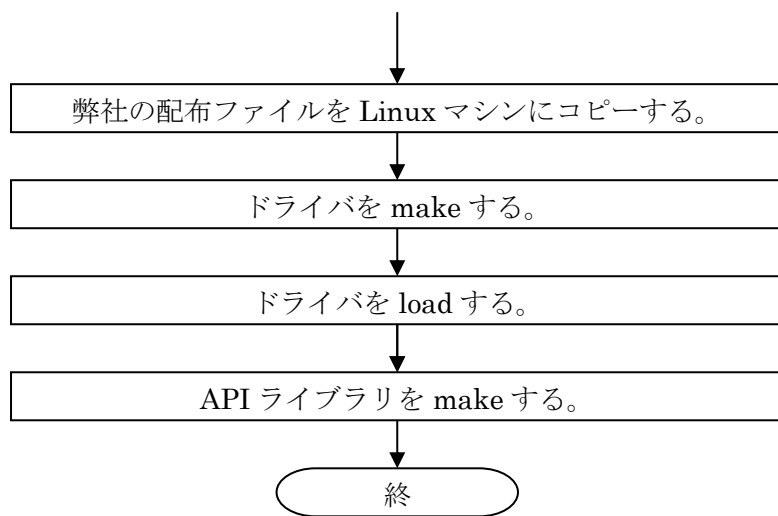 弊社の配布ファイルを Linux マシンにコピーする。
ドライバを make する。
ドライバを load する。
API ライブラリを make する。
終